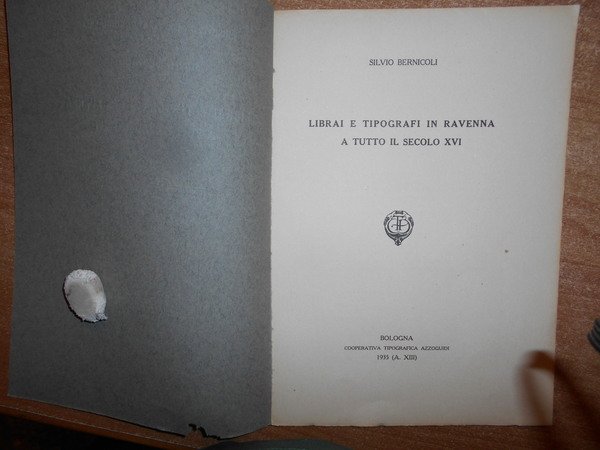 SILVIO BERNICOLI
LIBRAI E TIPOGRAFI IN RAVENNA
A TUTTO IL SECOLO XVI
BOLOGNA
COOPERATIVA TIPOGRAFICA AZZOGUIDI
1935 (A. XIII)